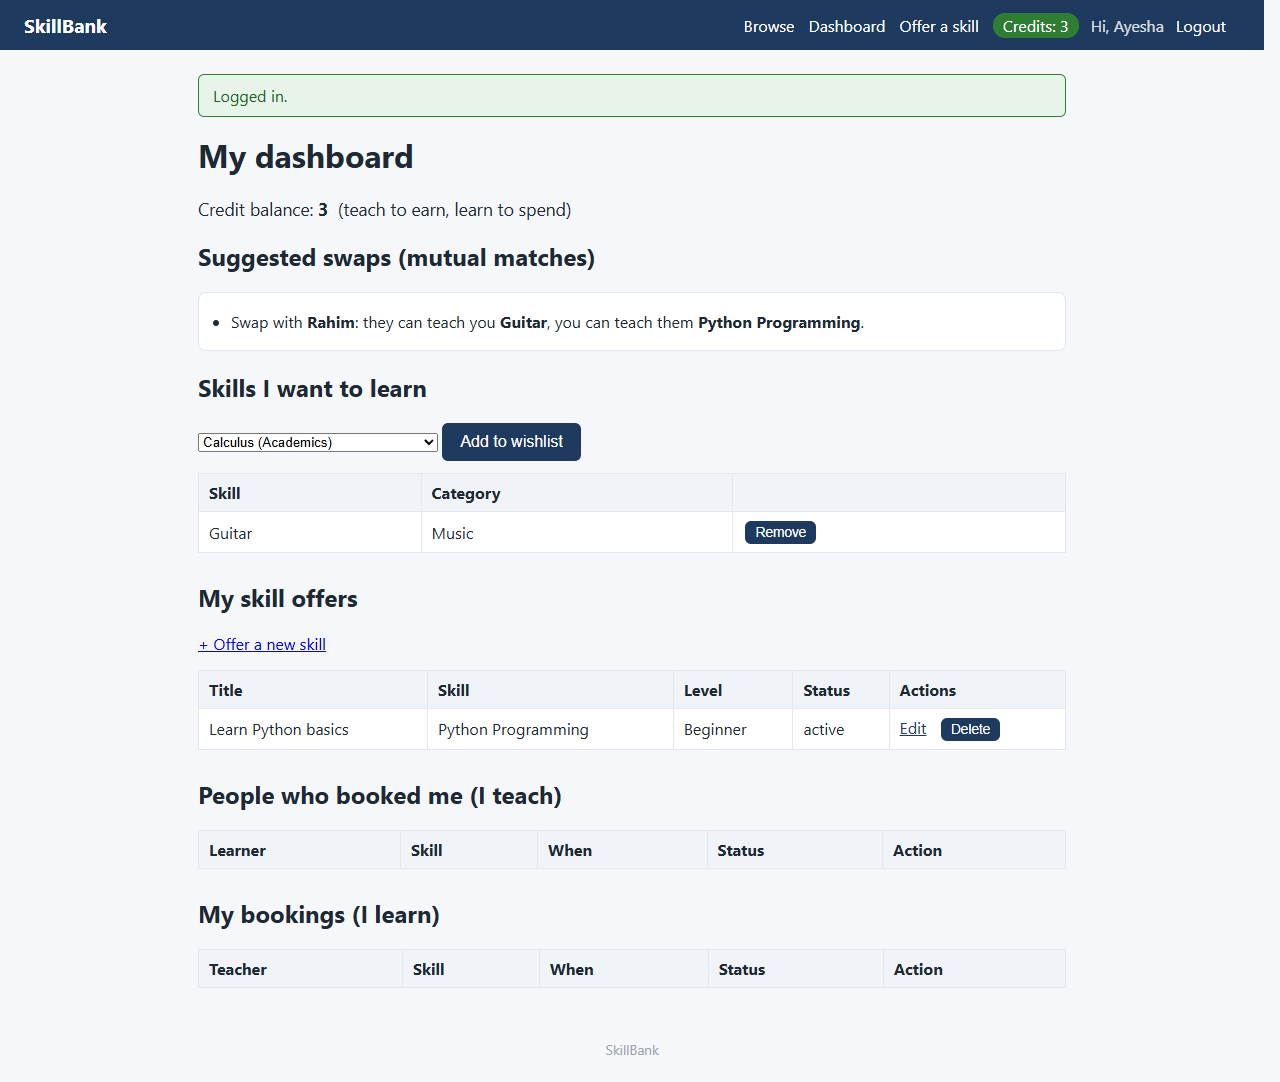 SkillBank Browse Dashboard Offer a skill Credits: 3 Hi, Ayesha Logout
Logged in.
My dashboard
Credit balance: 3 (teach to earn, learn to spend)
Suggested swaps (mutual matches)
• Swap with Rahim: they can teach you Guitar, you can teach them Python Programming.
Skills I want to learn
Calculus (Academics) Add to wishlist
Skill Category
Guitar Music Remove
My skill offers
+ Offer a new skill
Title Skill Level Status Actions
Learn Python basics Python Programming Beginner active Edit Delete
People who booked me (I teach)
Learner Skill When Status Action
My bookings (I learn)
Teacher Skill When Status Action
SkillBank